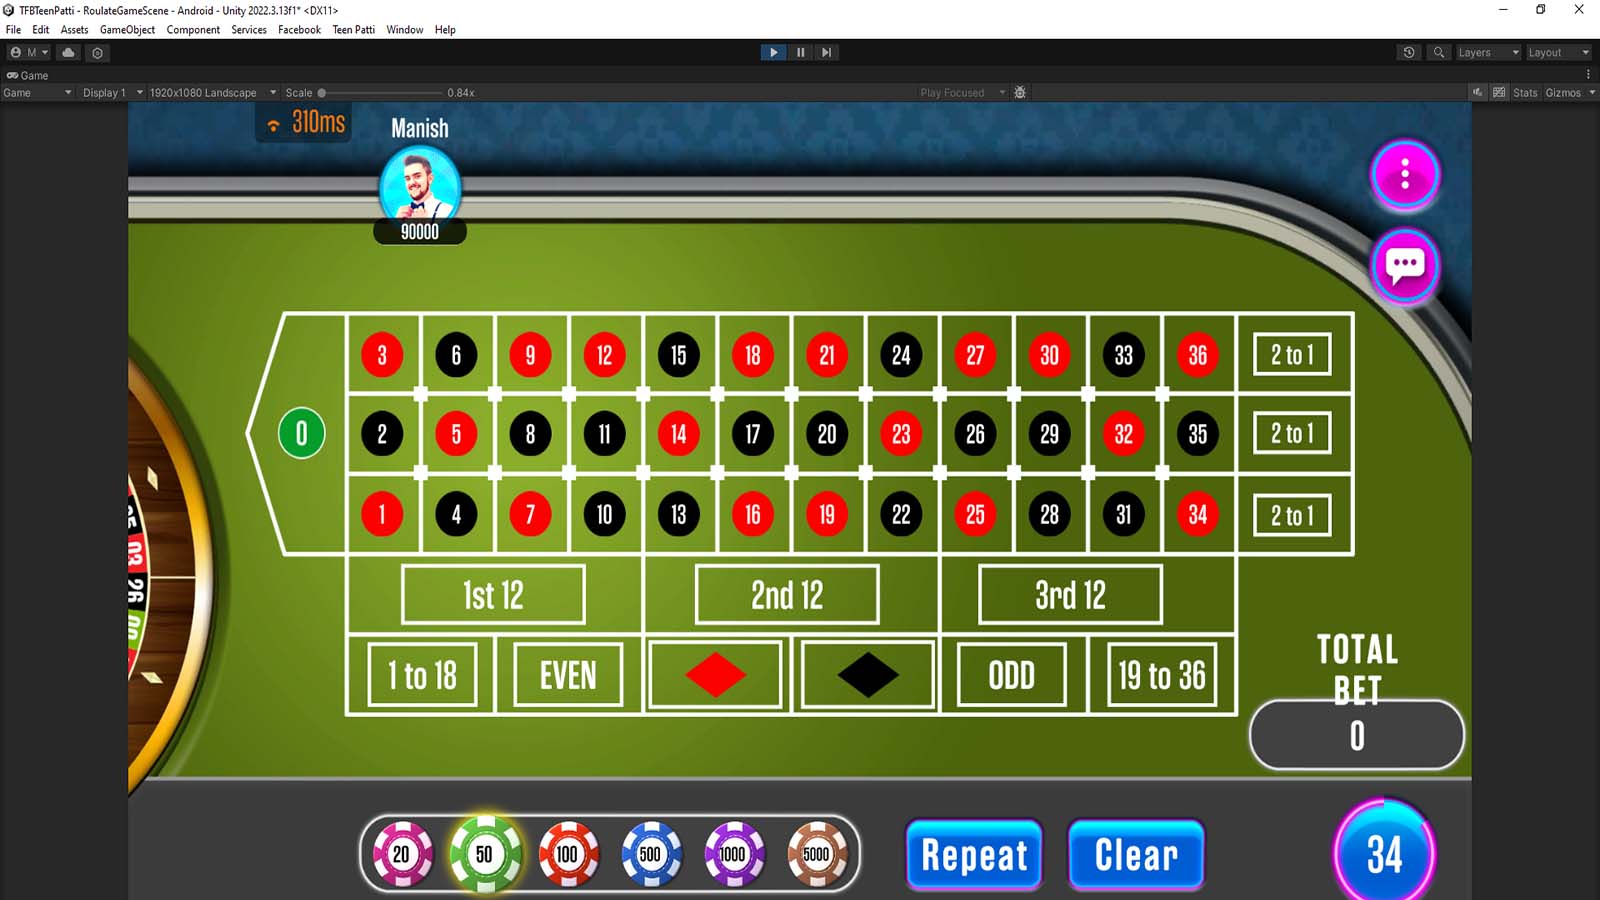 TFBTeenPatti - RoulateGameScene - Android - Unity 2022.3.13f1* <DX11>
File Edit Assets GameObject Component Services Facebook Teen Patti Window Help
M Layers Layout
Game
Game Display 1 1920x1080 Landscape Scale 0.84x Play Focused Stats Gizmos
310ms
Manish
90000
3 6 9 12 15 18 21 24 27 30 33 36 2 to 1
0 2 5 8 11 14 17 20 23 26 29 32 35 2 to 1
1 4 7 10 13 16 19 22 25 28 31 34 2 to 1
03
26
00
1st 12 2nd 12 3rd 12
1 to 18 EVEN ODD 19 to 36
TOTAL
BET
0
20 50 100 500 1000 5000 Repeat Clear 34